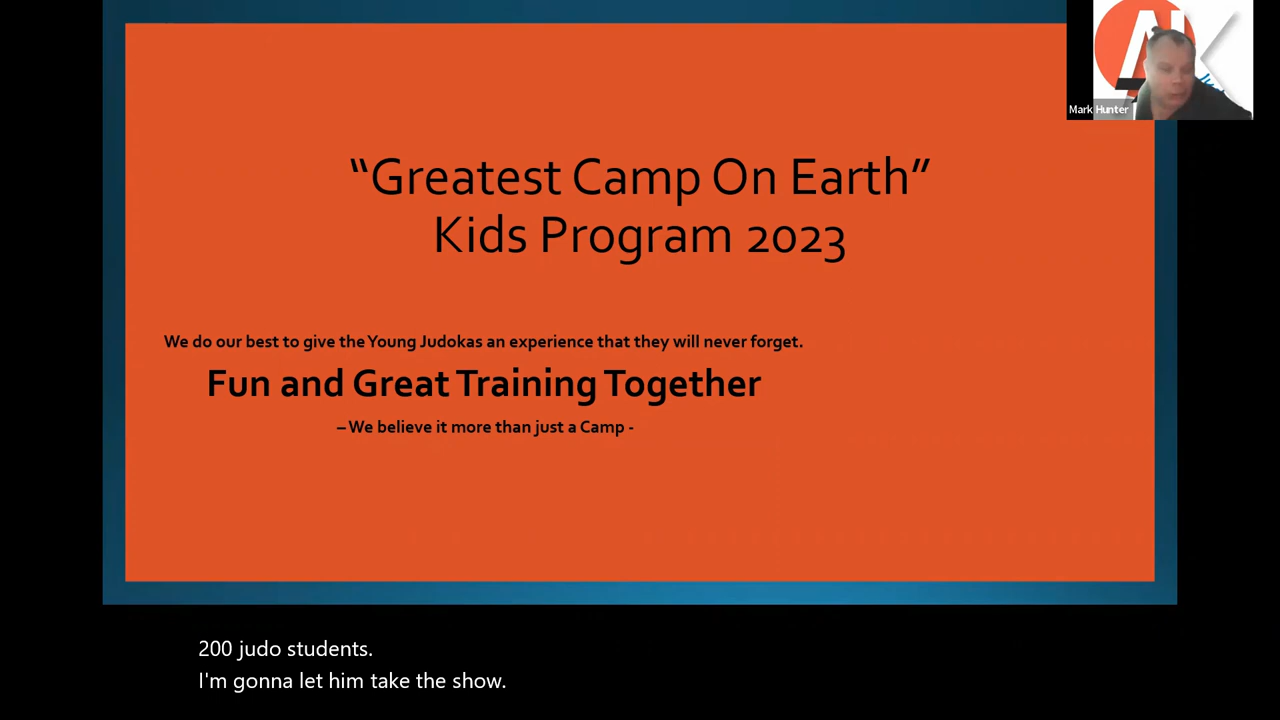 “Greatest Camp On Earth”
Kids Program 2023
We do our best to give the Young Judokas an experience that they will never forget.
Fun and Great Training Together
– We believe it more than just a Camp -
Mark Hunter
200 judo students.
I'm gonna let him take the show.